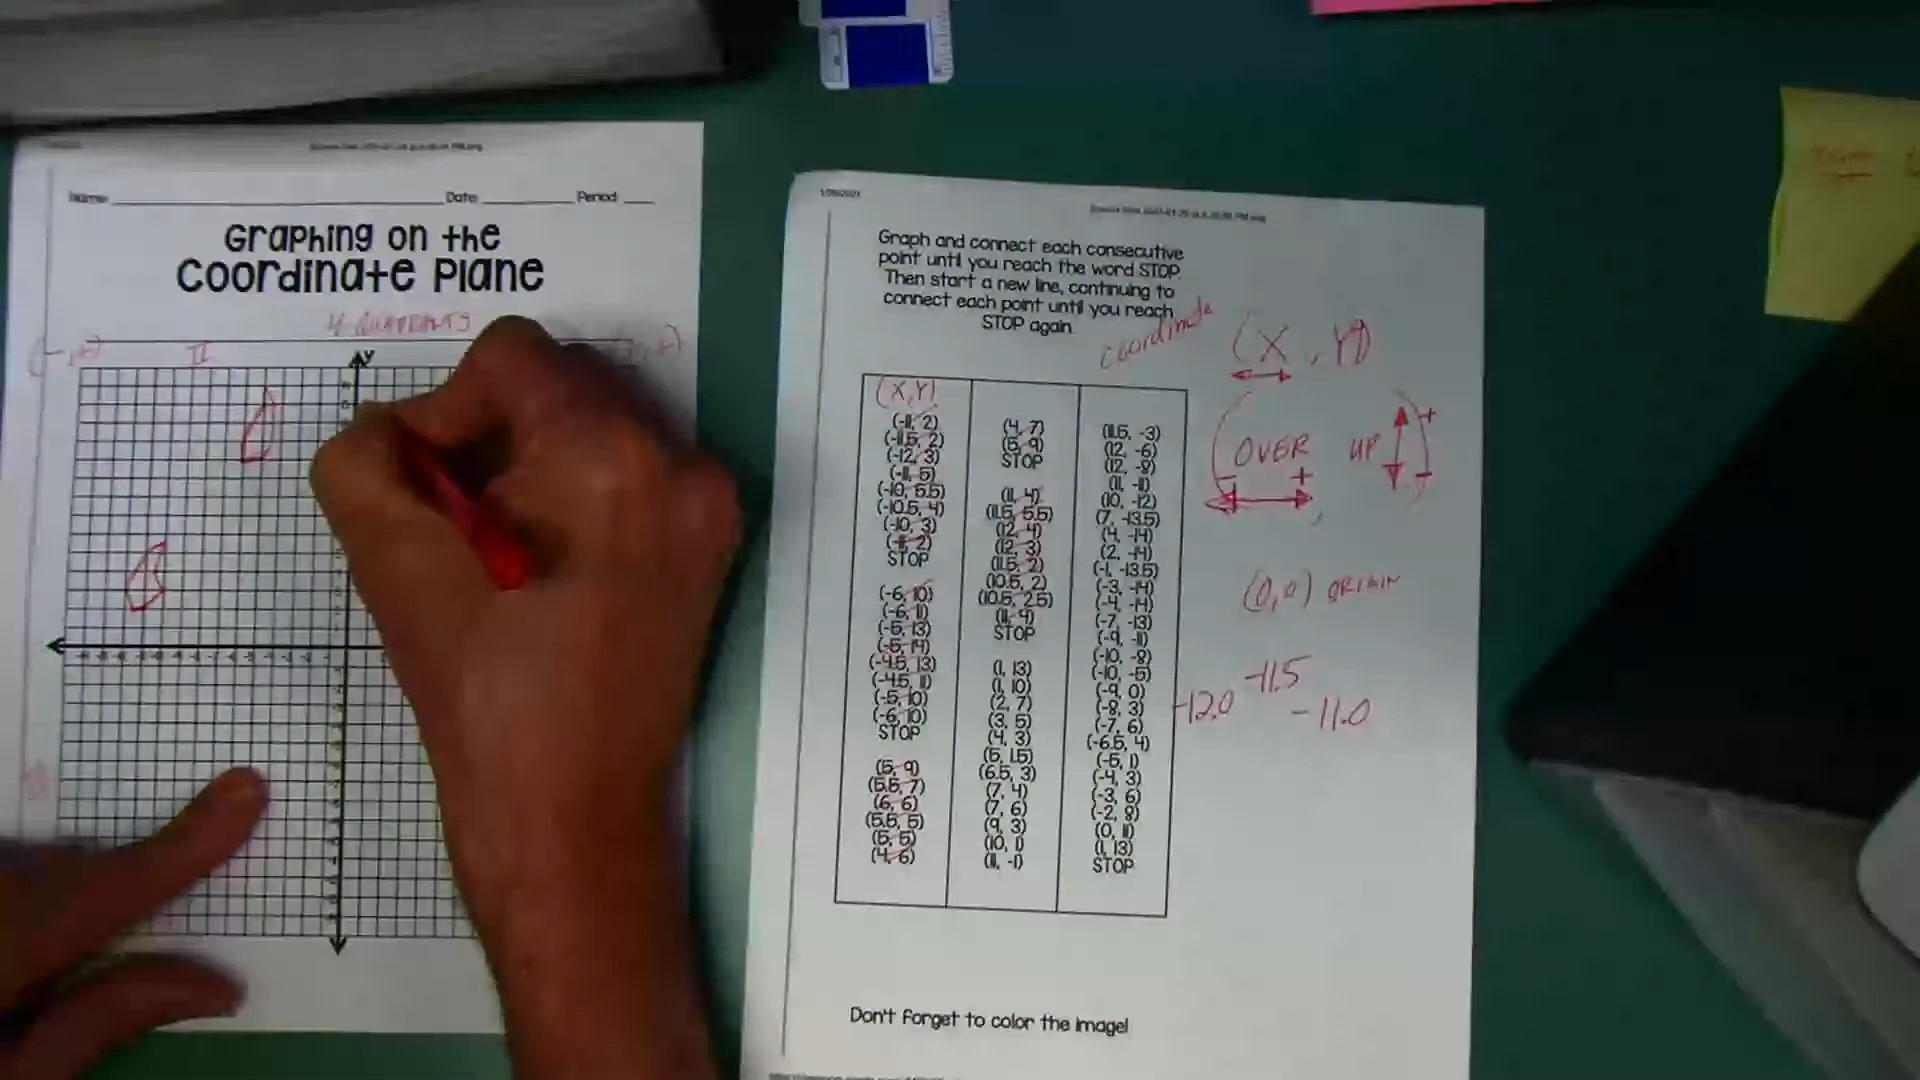 Name: Date: Period:
Graphing on the
Coordinate Plane
4 QUADRANTS
II
y
1/28/2021
Graph and connect each consecutive
point until you reach the word STOP.
Then start a new line, continuing to
connect each point until you reach
STOP again.
coordinate
(X, Y)
(X,Y)
(-11, 2)
(-11.5, 2)
(-12, 3)
(-11, 5)
(-10, 5.5)
(-10.5, 4)
(-10, 3)
(-11, 2)
STOP
(-6, 10)
(-6, 11)
(-5, 13)
(-5, 14)
(-4.5, 13)
(-4.5, 11)
(-5, 10)
(-6, 10)
STOP
(5, 9)
(5.5, 7)
(6, 6)
(5.5, 5)
(5, 5)
(4, 6)
(4, 7)
(5, 9)
STOP
(11, 4)
(11.5, 5.5)
(12, 4)
(12, 3)
(11.5, 2)
(10.5, 2)
(10.5, 2.5)
(11, 4)
STOP
(1, 13)
(1, 10)
(2, 7)
(3, 5)
(4, 3)
(5, 1.5)
(6.5, 3)
(7, 4)
(7, 6)
(9, 3)
(10, 1)
(11, -1)
(11.5, -3)
(12, -6)
(12, -8)
(11, -11)
(10, -12)
(7, -13.5)
(4, -14)
(2, -14)
(-1, -13.5)
(-3, -14)
(-4, -14)
(-7, -13)
(-9, -11)
(-10, -8)
(-10, -5)
(-9, 0)
(-8, 3)
(-7, 6)
(-6.5, 4)
(-5, 1)
(-4, 3)
(-3, 6)
(-2, 8)
(0, 11)
(1, 13)
STOP
(OVER UP)
- + , + -
(0,0) ORIGIN
-12.0 -11.5 -11.0
Don't forget to color the image!